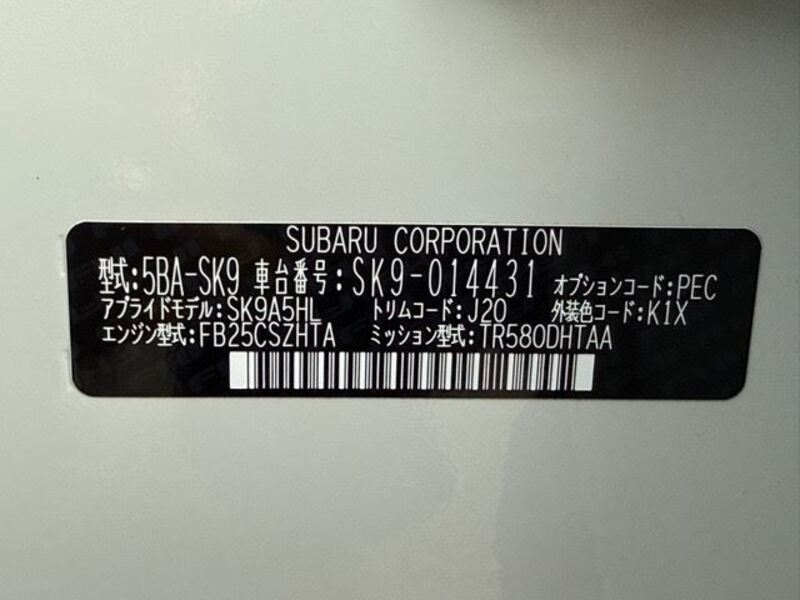 SUBARU CORPORATION
型式:5BA-SK9 車台番号:SK9-014431 オプションコード:PEC
アプライドモデル:SK9A5HL トリムコード:J20 外装色コード:K1X
エンジン型式:FB25CSZHTA ミッション型式:TR580DHTAA